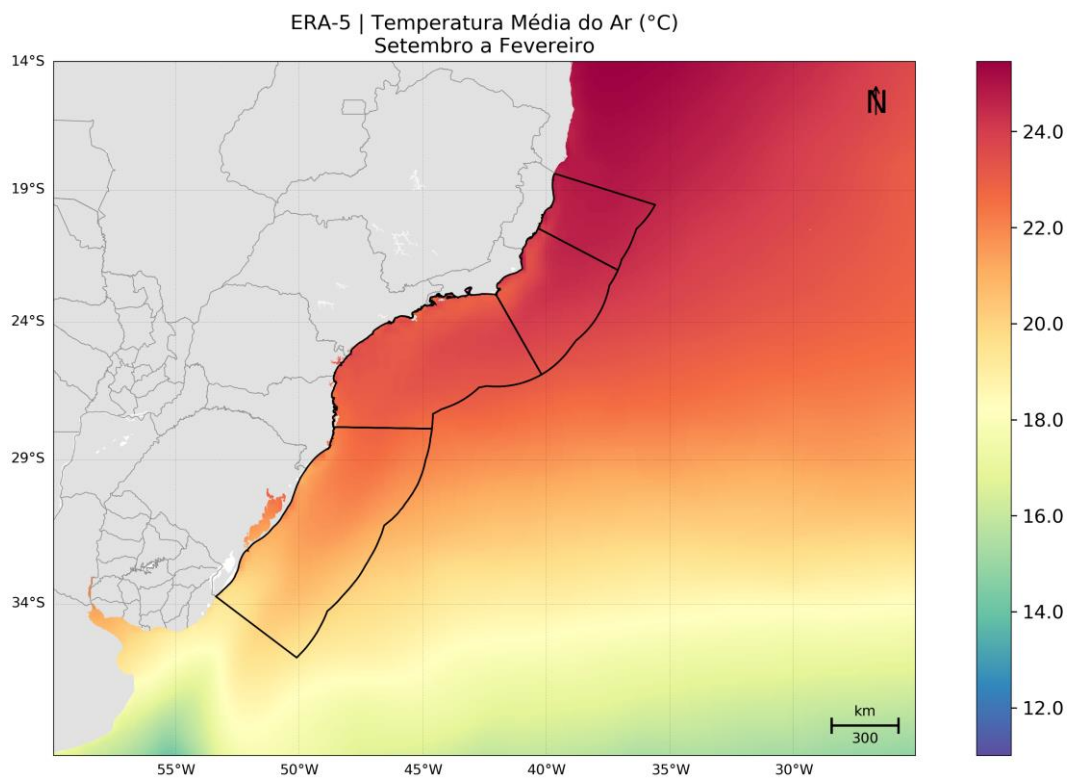 ERA-5 | Temperatura Média do Ar (°C)
Setembro a Fevereiro
14°S
N
24.0
19°S
22.0
24°S
20.0
18.0
29°S
16.0
34°S
14.0
km
300
12.0
55°W
50°W
45°W
40°W
35°W
30°W